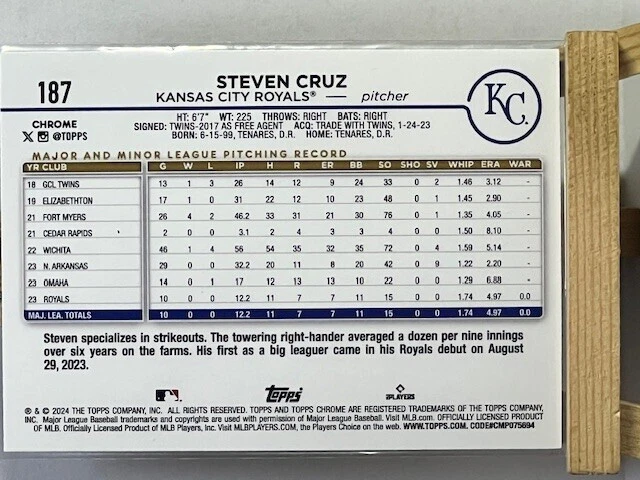 187
STEVEN CRUZ
KANSAS CITY ROYALS® — pitcher
KC
CHROME
X @TOPPS
HT: 6'7" WT: 225 THROWS: RIGHT BATS: RIGHT
SIGNED: TWINS-2017 AS FREE AGENT ACQ: TRADE WITH TWINS, 1-24-23
BORN: 6-15-99, TENARES, D.R. HOME: TENARES, D.R.
MAJOR AND MINOR LEAGUE PITCHING RECORD
YR CLUB G W L IP H R ER BB SO SHO SV WHIP ERA WAR
18 GCL TWINS 13 1 3 26 14 12 9 24 33 0 2 1.46 3.12 -
19 ELIZABETHTON 17 1 0 31 22 12 10 23 48 0 1 1.45 2.90 -
21 FORT MYERS 26 4 2 46.2 33 31 21 30 76 0 1 1.35 4.05 -
21 CEDAR RAPIDS 2 0 0 3.1 2 4 3 3 4 0 0 1.50 8.10 -
22 WICHITA 46 1 4 56 54 35 32 35 72 0 4 1.59 5.14 -
23 N. ARKANSAS 29 0 0 32.2 20 11 8 20 42 0 9 1.22 2.20 -
23 OMAHA 14 0 1 17 12 13 13 10 22 0 0 1.29 6.88 -
23 ROYALS 10 0 0 12.2 11 7 7 11 15 0 0 1.74 4.97 0.0
MAJ. LEA. TOTALS 10 0 0 12.2 11 7 7 11 15 0 0 1.74 4.97 0.0
Steven specializes in strikeouts. The towering right-hander averaged a dozen per nine innings
over six years on the farms. His first as a big leaguer came in his Royals debut on August
29, 2023.
Topps
PLAYERS
® & © 2024 THE TOPPS COMPANY, INC. ALL RIGHTS RESERVED. TOPPS AND TOPPS CHROME ARE REGISTERED TRADEMARKS OF THE TOPPS COMPANY,
INC. Major League Baseball trademarks and copyrights are used with permission of Major League Baseball. Visit MLB.com. OFFICIALLY LICENSED PRODUCT
OF MLB. Officially Licensed Product of MLB Players, Inc. Visit MLBPLAYERS.com, the Players Choice on the web. WWW.TOPPS.COM. CODE#CMP075694